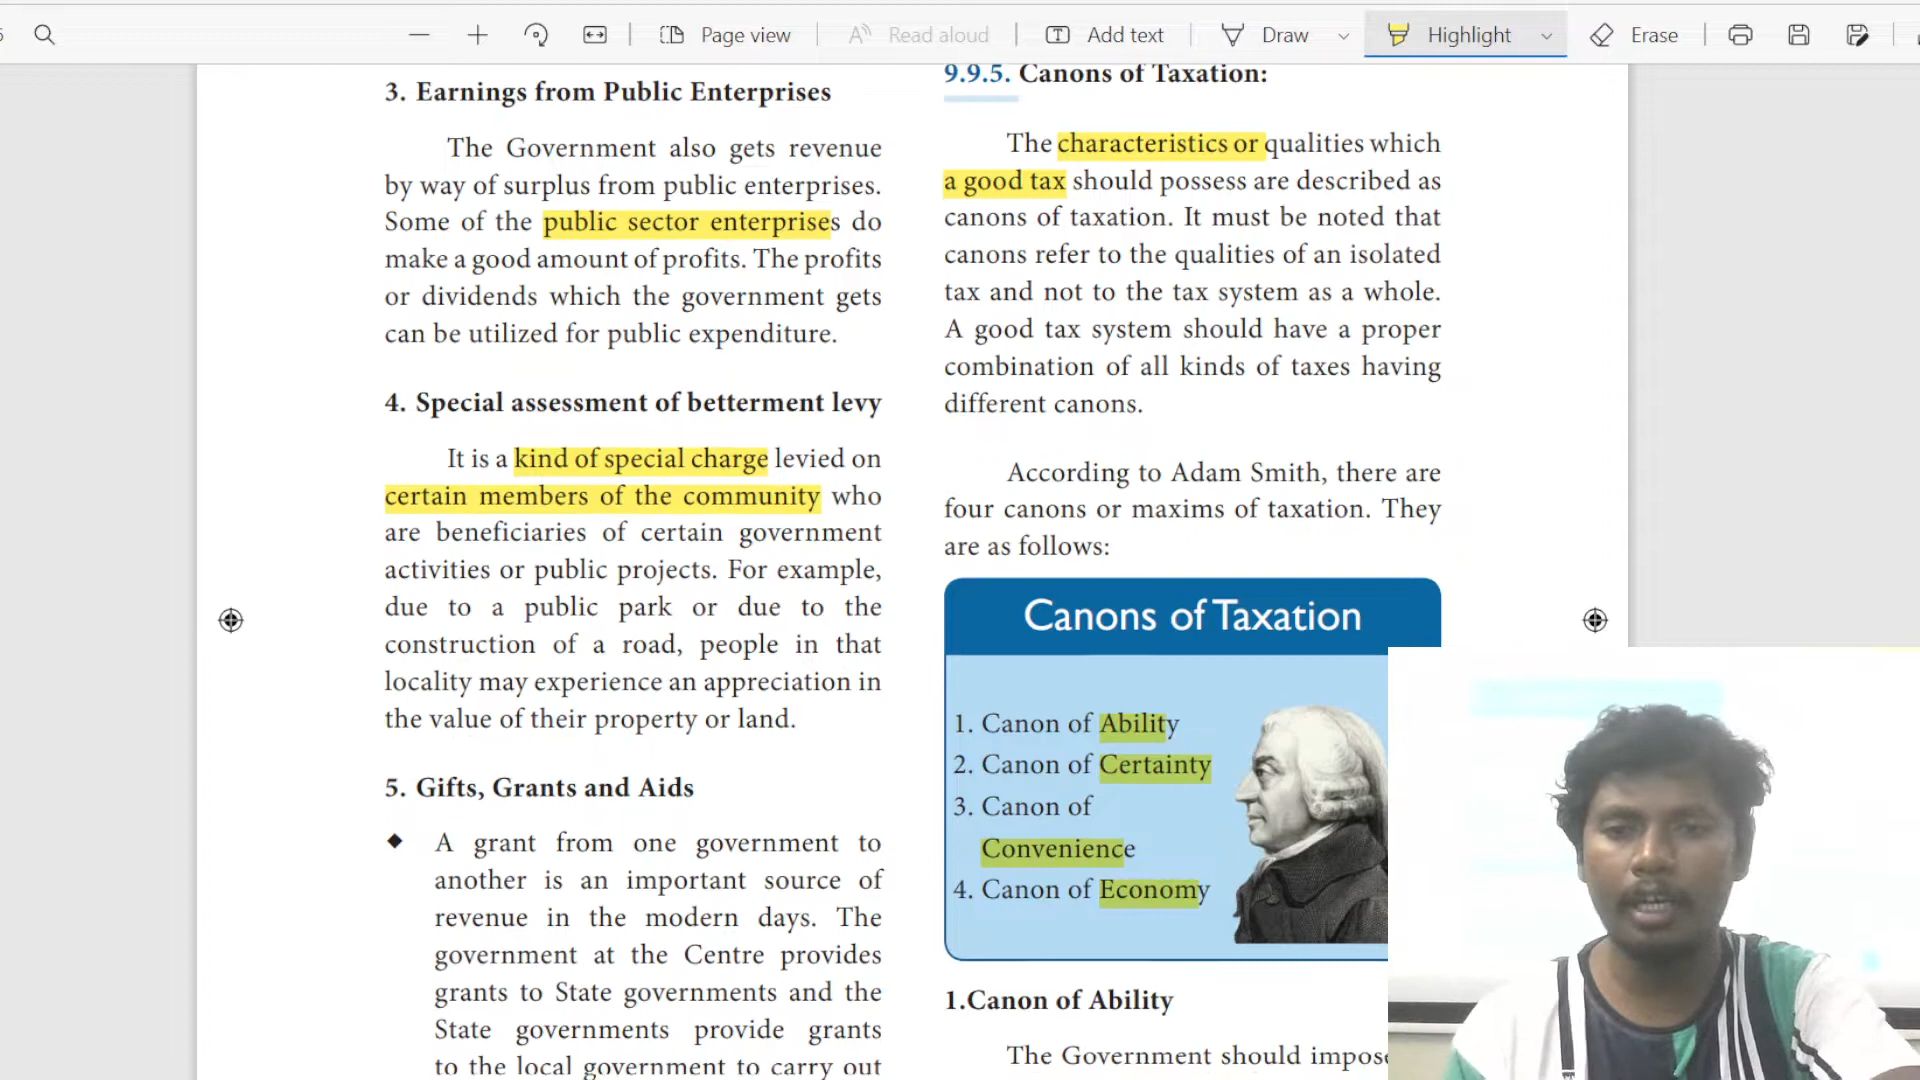 Page view
Read aloud
Add text
Draw
Highlight
Erase
3. Earnings from Public Enterprises
The Government also gets revenue
by way of surplus from public enterprises.
Some of the public sector enterprises do
make a good amount of profits. The profits
or dividends which the government gets
can be utilized for public expenditure.
4. Special assessment of betterment levy
It is a kind of special charge levied on
certain members of the community who
are beneficiaries of certain government
activities or public projects. For example,
due to a public park or due to the
construction of a road, people in that
locality may experience an appreciation in
the value of their property or land.
5. Gifts, Grants and Aids
◆ A grant from one government to
another is an important source of
revenue in the modern days. The
government at the Centre provides
grants to State governments and the
State governments provide grants
to the local government to carry out
9.9.5. Canons of Taxation:
The characteristics or qualities which
a good tax should possess are described as
canons of taxation. It must be noted that
canons refer to the qualities of an isolated
tax and not to the tax system as a whole.
A good tax system should have a proper
combination of all kinds of taxes having
different canons.
According to Adam Smith, there are
four canons or maxims of taxation. They
are as follows:
Canons of Taxation
1. Canon of Ability
2. Canon of Certainty
3. Canon of
Convenience
4. Canon of Economy
1.Canon of Ability
The Government should impose